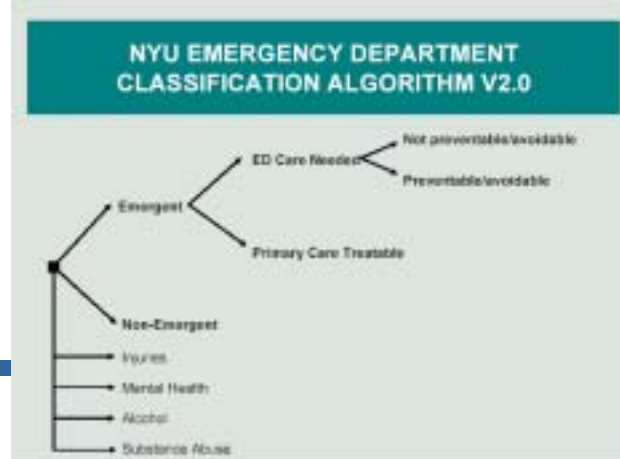 NYU EMERGENCY DEPARTMENT
CLASSIFICATION ALGORITHM V2.0
Not preventable/avoidable
ED Care Needed
Preventable/avoidable
Emergent
Primary Care Treatable
Non-Emergent
Injuries
Mental Health
Alcohol
Substance Abuse